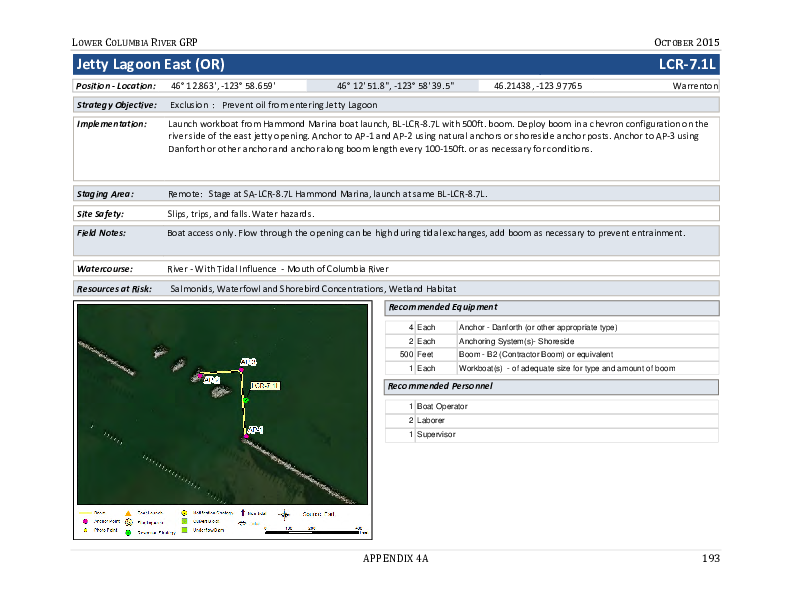 LOWER COLUMBIA RIVER GRP
OCTOBER 2015
Jetty Lagoon East (OR)
LCR-7.1L
Position - Location: 46° 12.863', -123° 58.659' 46° 12' 51.8", -123° 58' 39.5" 46.21438, -123.97765 Warrenton
Strategy Objective: Exclusion : Prevent oil from entering Jetty Lagoon
Implementation: Launch workboat from Hammond Marina boat launch, BL-LCR-8.7L with 500ft. boom. Deploy boom in a chevron configuration on the
river side of the east jetty opening. Anchor to AP-1 and AP-2 using natural anchors or shoreside anchor posts. Anchor to AP-3 using
Danforth or other anchor and anchor along boom length every 100-150ft. or as necessary for conditions.
Staging Area: Remote: Stage at SA-LCR-8.7L Hammond Marina, launch at same BL-LCR-8.7L.
Site Safety: Slips, trips, and falls. Water hazards.
Field Notes: Boat access only. Flow through the opening can be high during tidal exchanges, add boom as necessary to prevent entrainment.
Watercourse: River - With Tidal Influence - Mouth of Columbia River
Resources at Risk: Salmonids, Waterfowl and Shorebird Concentrations, Wetland Habitat
Recommended Equipment
4 Each Anchor - Danforth (or other appropriate type)
2 Each Anchoring System(s)- Shoreside
500 Feet Boom - B2 (Contractor Boom) or equivalent
1 Each Workboat(s) - of adequate size for type and amount of boom
Recommended Personnel
1 Boat Operator
2 Laborer
1 Supervisor
AP-3
AP-2
LCR-7.1L
AP-1
Anchor Point
Photo Point
APPENDIX 4A
193